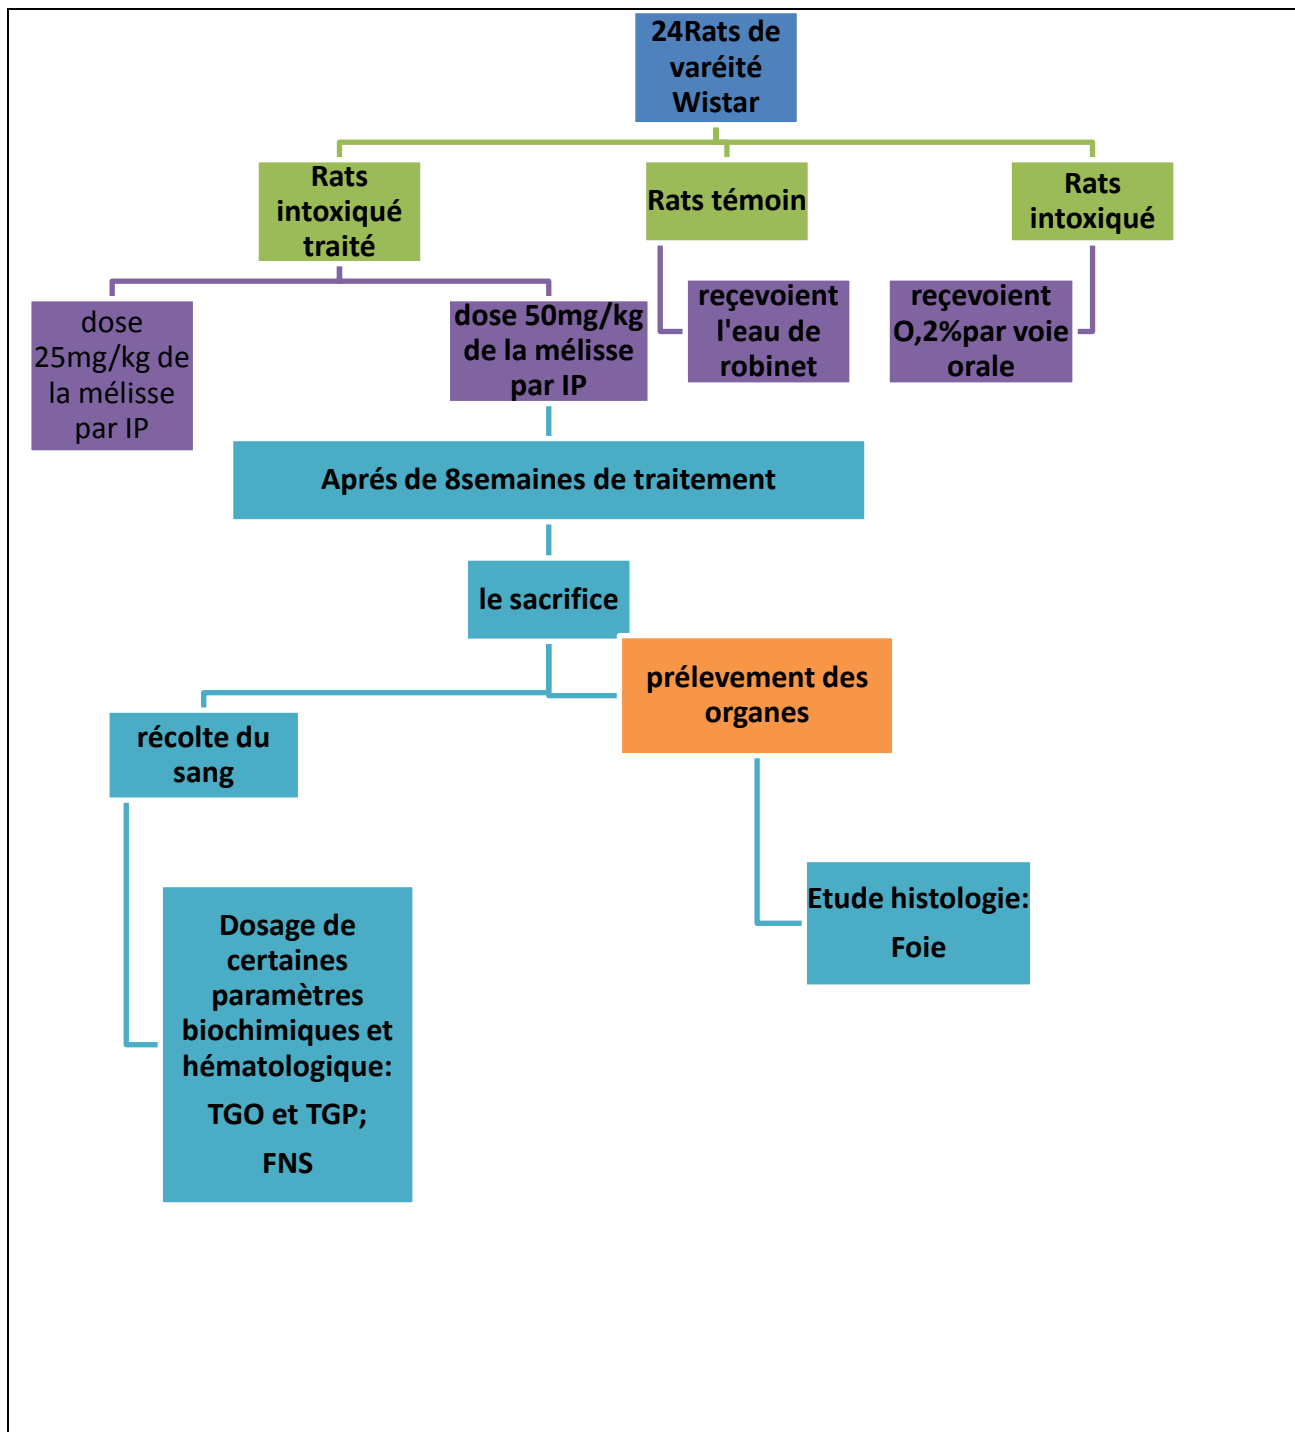 24Rats de
varéité
Wistar
Rats
intoxiqué
traité
Rats témoin
Rats
intoxiqué
dose
25mg/kg de
la mélisse
par IP
dose 50mg/kg
de la mélisse
par IP
reçevoient
l'eau de
robinet
reçevoient
O,2%par voie
orale
Aprés de 8semaines de traitement
le sacrifice
prélevement des
organes
récolte du
sang
Etude histologie:
Foie
Dosage de
certaines
paramètres
biochimiques et
hématologique:
TGO et TGP;
FNS